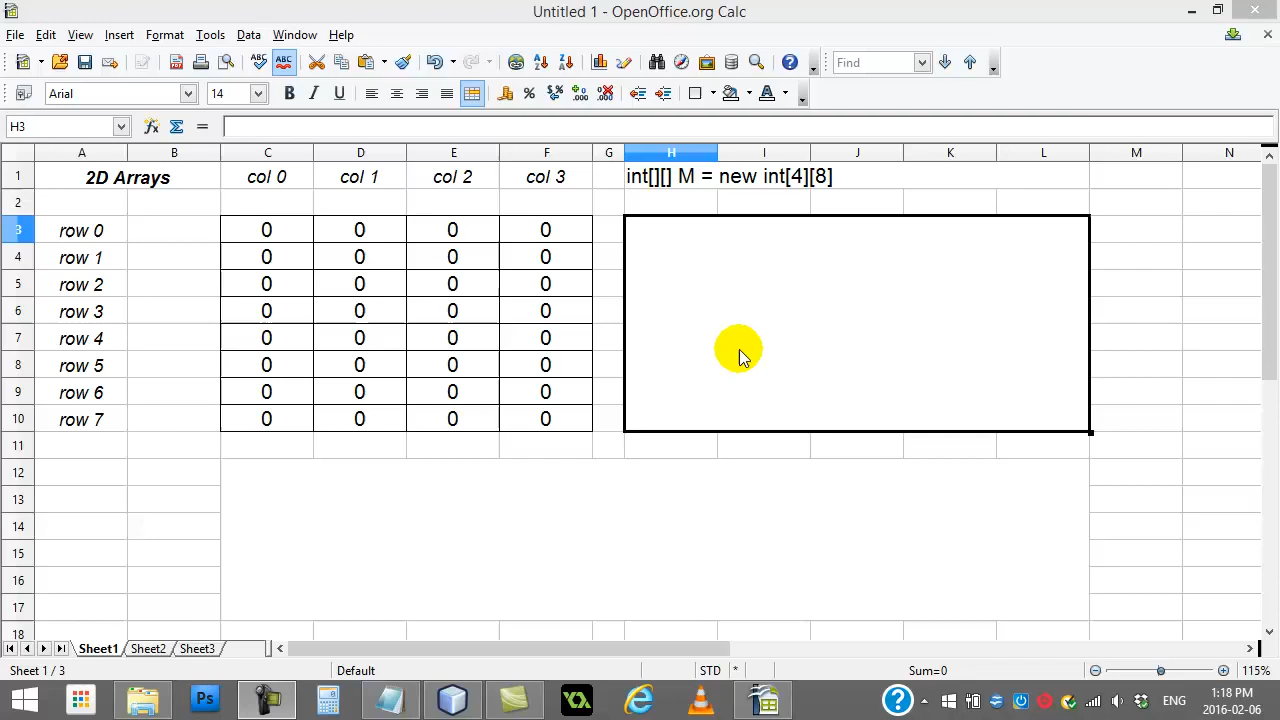 Untitled 1 - OpenOffice.org Calc
File Edit View Insert Format Tools Data Window Help
Find
Arial 14
H3
A B C D E F G H I J K L M N
1 2D Arrays col 0 col 1 col 2 col 3 int[][] M = new int[4][8]
2
3 row 0 0 0 0 0
4 row 1 0 0 0 0
5 row 2 0 0 0 0
6 row 3 0 0 0 0
7 row 4 0 0 0 0
8 row 5 0 0 0 0
9 row 6 0 0 0 0
10 row 7 0 0 0 0
11
12
13
14
15
16
17
18
Sheet1 Sheet2 Sheet3
Sheet 1 / 3 Default STD * Sum=0 115%
ENG 1:18 PM
2016-02-06